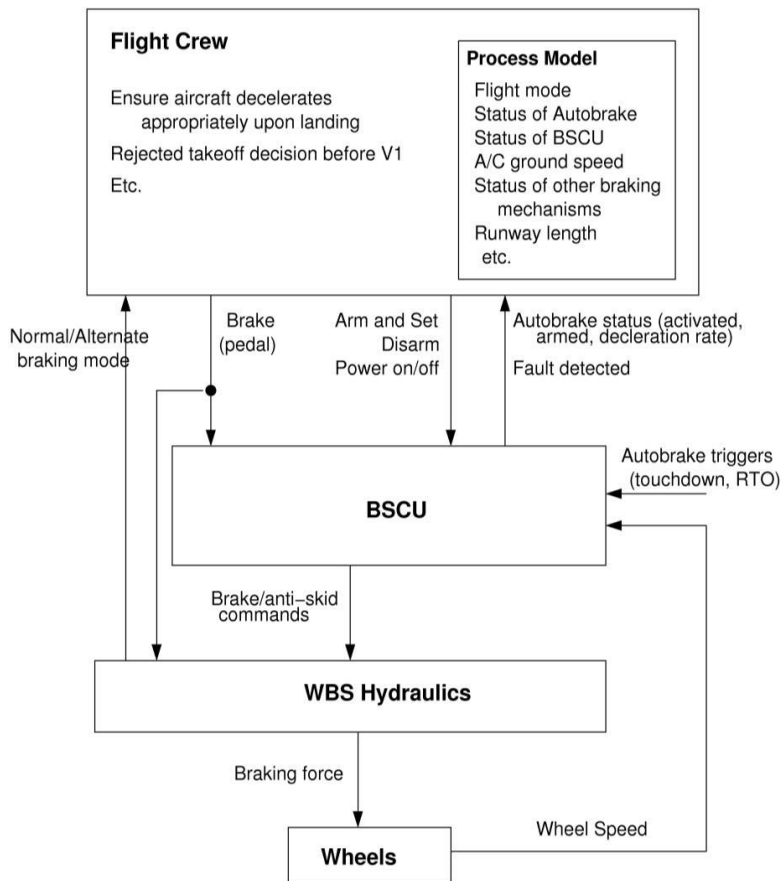 Flight Crew
Ensure aircraft decelerates
appropriately upon landing
Rejected takeoff decision before V1
Etc.
Process Model
Flight mode
Status of Autobrake
Status of BSCU
A/C ground speed
Status of other braking
mechanisms
Runway length
etc.
Normal/Alternate
braking mode
Brake
(pedal)
Arm and Set
Disarm
Power on/off
Autobrake status (activated,
armed, decleration rate)
Fault detected
Autobrake triggers
(touchdown, RTO)
BSCU
Brake/anti−skid
commands
WBS Hydraulics
Braking force
Wheel Speed
Wheels